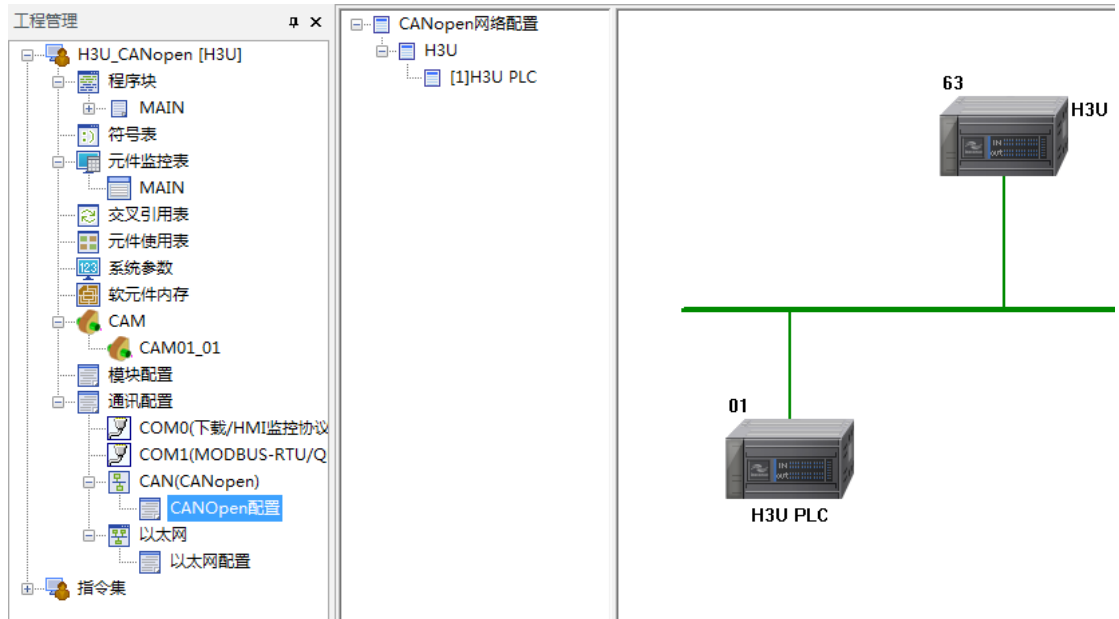 工程管理
H3U_CANopen [H3U]
程序块
MAIN
符号表
元件监控表
MAIN
交叉引用表
元件使用表
系统参数
软元件内存
CAM
CAM01_01
模块配置
通讯配置
COM0(下载/HMI监控协议
COM1(MODBUS-RTU/Q
CAN(CANopen)
CANOpen配置
以太网
以太网配置
指令集
CANopen网络配置
H3U
[1]H3U PLC
63
H3U
IN
out
01
IN
out
H3U PLC